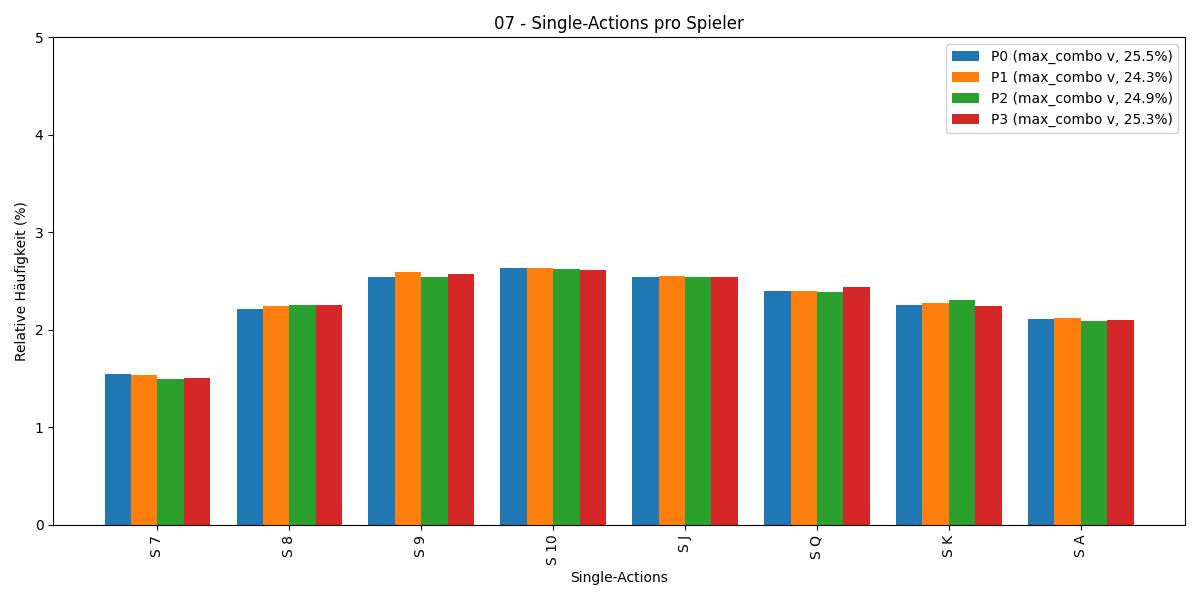 07 - Single-Actions pro Spieler
P0 (max_combo v, 25.5%)
P1 (max_combo v, 24.3%)
P2 (max_combo v, 24.9%)
P3 (max_combo v, 25.3%)
Relative Häufigkeit (%)
5
4
3
2
1
0
S 7
S 8
S 9
S 10
S J
S Q
S K
S A
Single-Actions